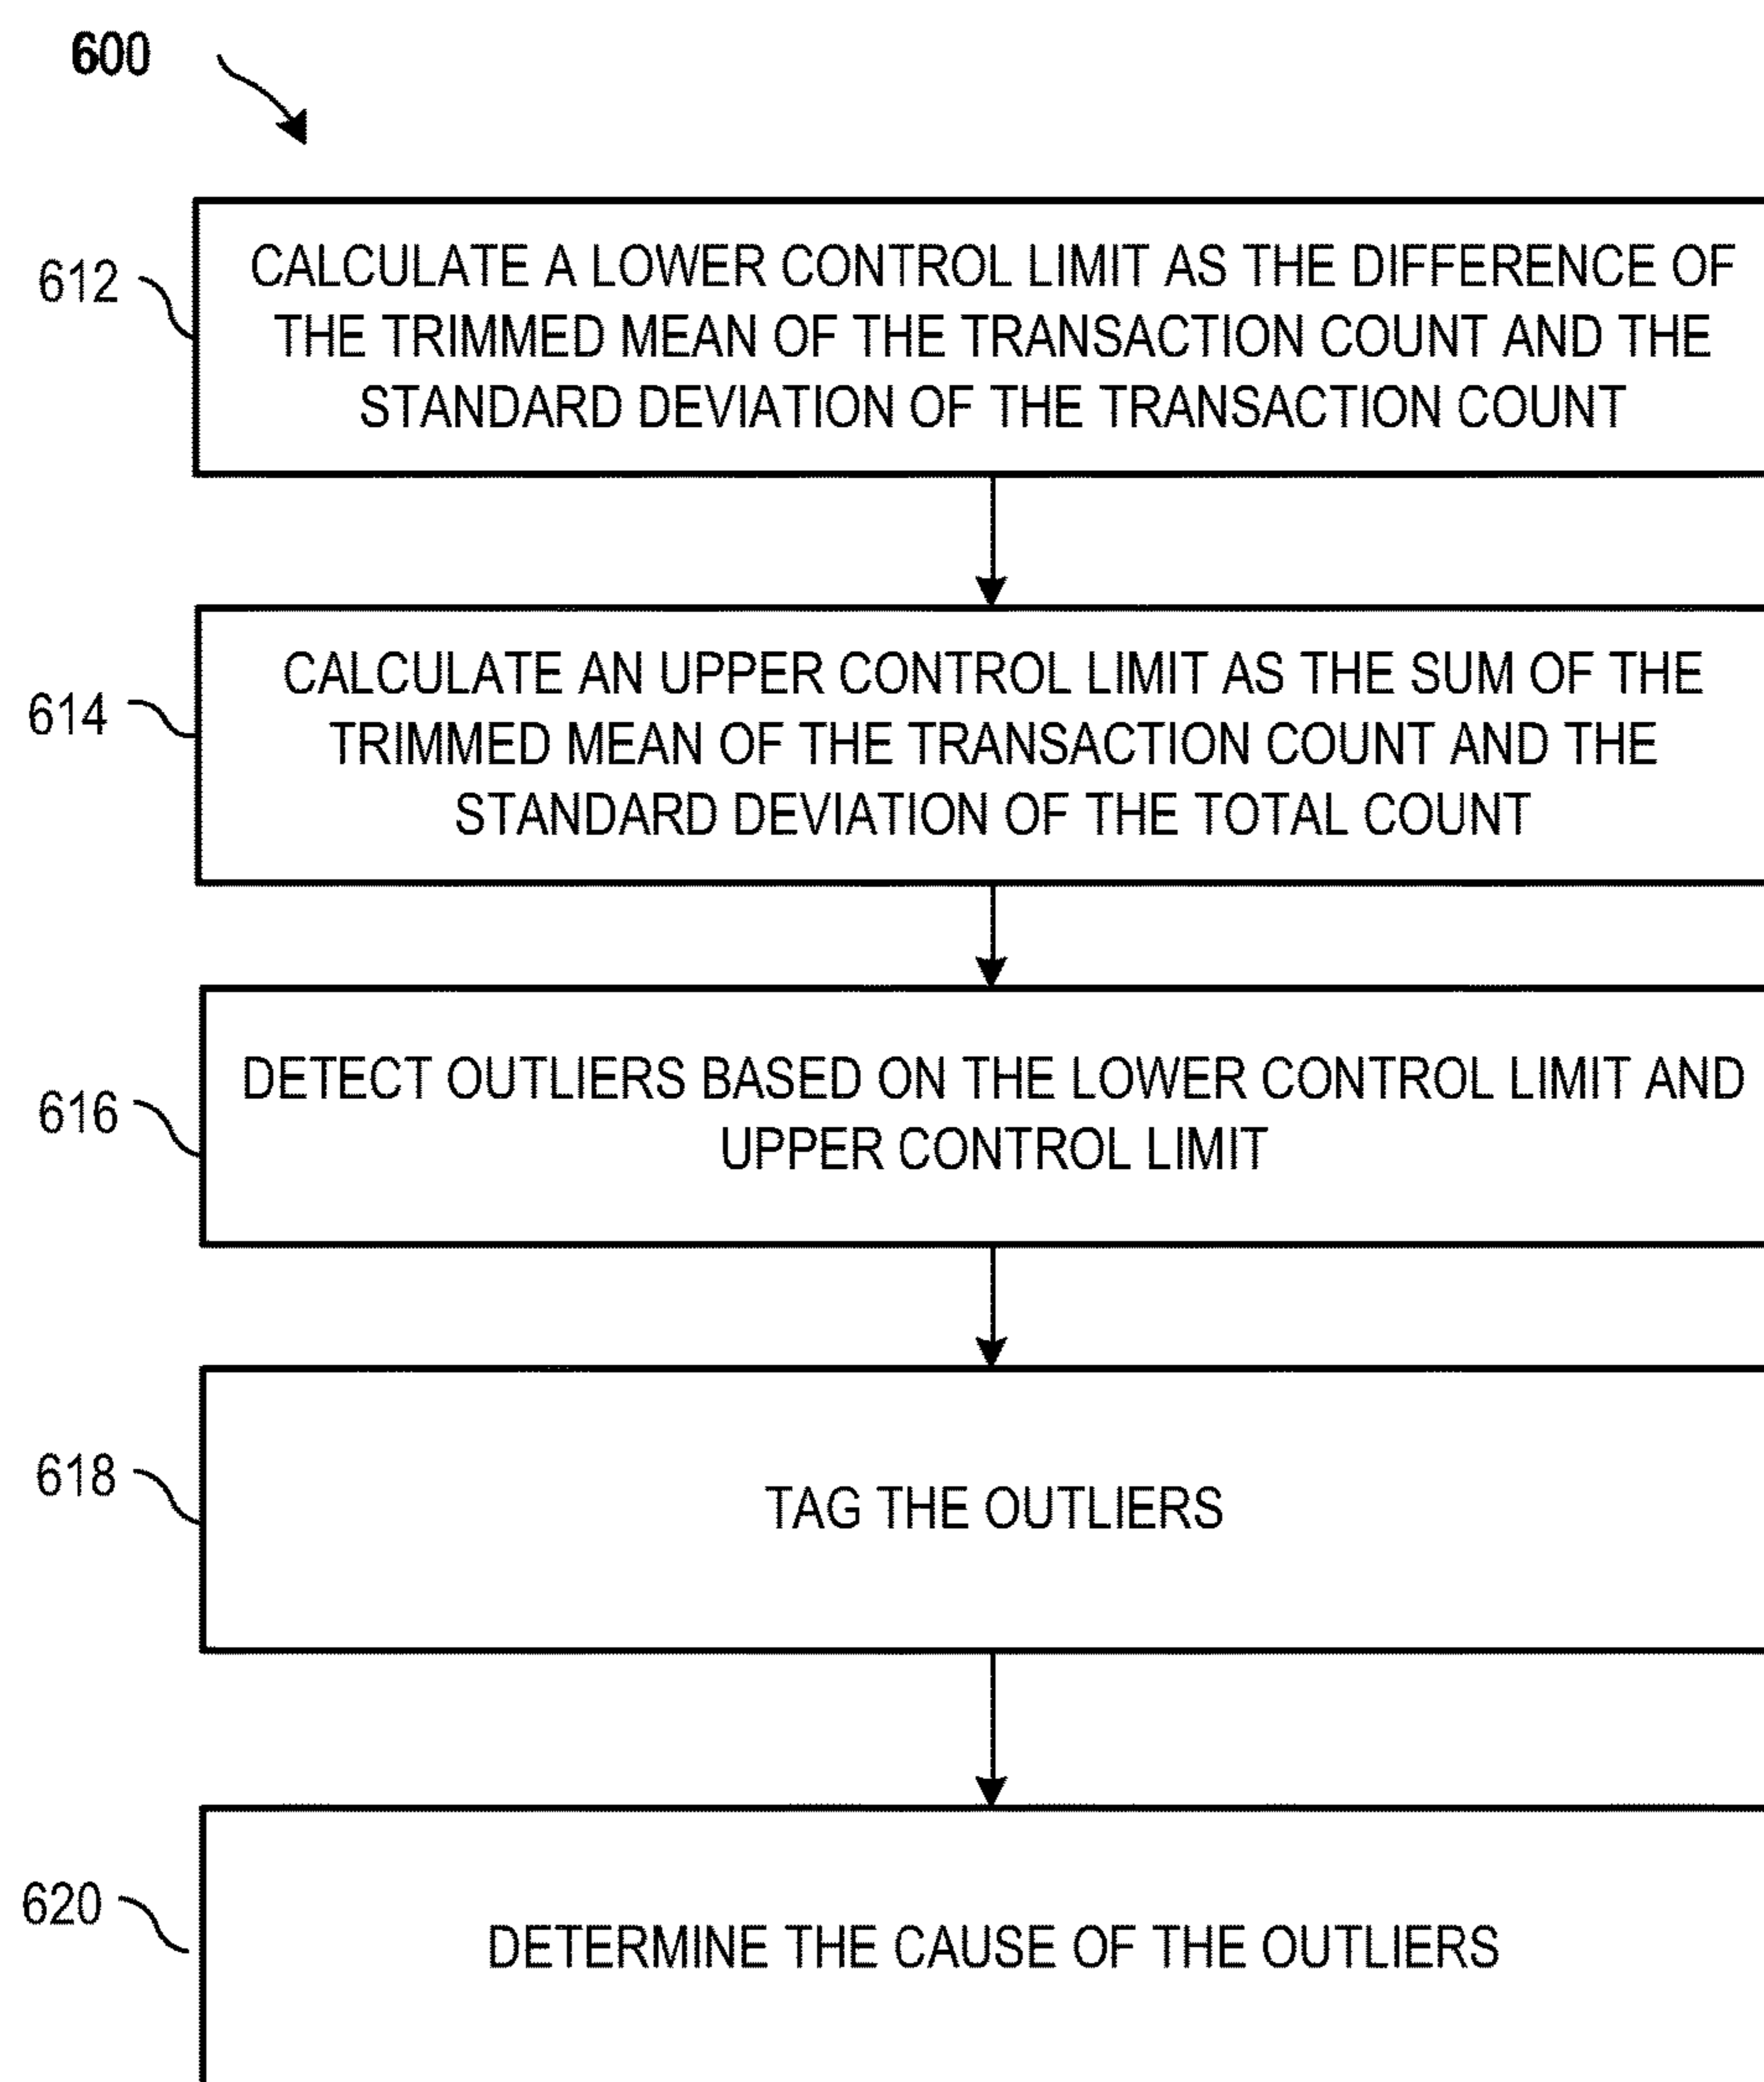 600
612
CALCULATE A LOWER CONTROL LIMIT AS THE DIFFERENCE OF
THE TRIMMED MEAN OF THE TRANSACTION COUNT AND THE
STANDARD DEVIATION OF THE TRANSACTION COUNT
614
CALCULATE AN UPPER CONTROL LIMIT AS THE SUM OF THE
TRIMMED MEAN OF THE TRANSACTION COUNT AND THE
STANDARD DEVIATION OF THE TOTAL COUNT
616
DETECT OUTLIERS BASED ON THE LOWER CONTROL LIMIT AND
UPPER CONTROL LIMIT
618
TAG THE OUTLIERS
620
DETERMINE THE CAUSE OF THE OUTLIERS